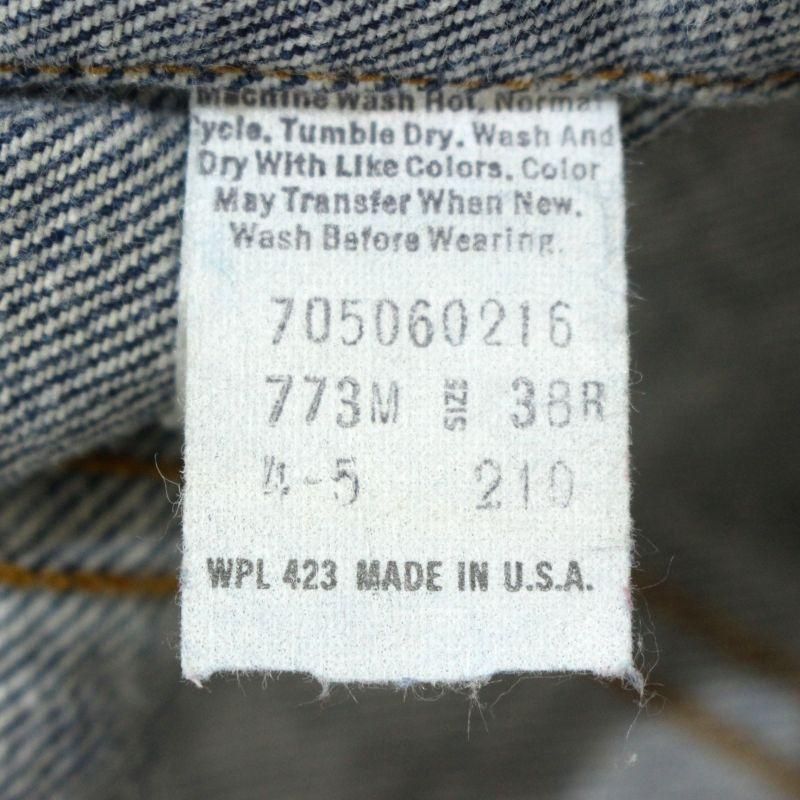 Machine Wash Hot, Normal
Cycle. Tumble Dry. Wash And
Dry With Like Colors. Color
May Transfer When New.
Wash Before Wearing.
705060216
773M SIZE 38R
4-5 210
WPL 423 MADE IN U.S.A.